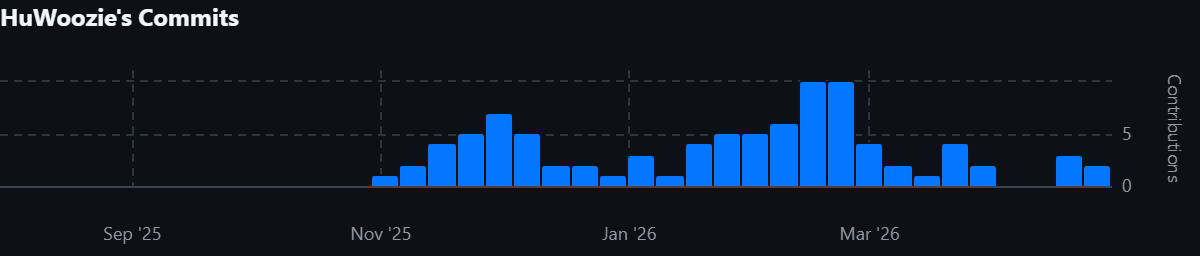 HuWoozie's Commits
5
0
Contributions
Sep '25
Nov '25
Jan '26
Mar '26